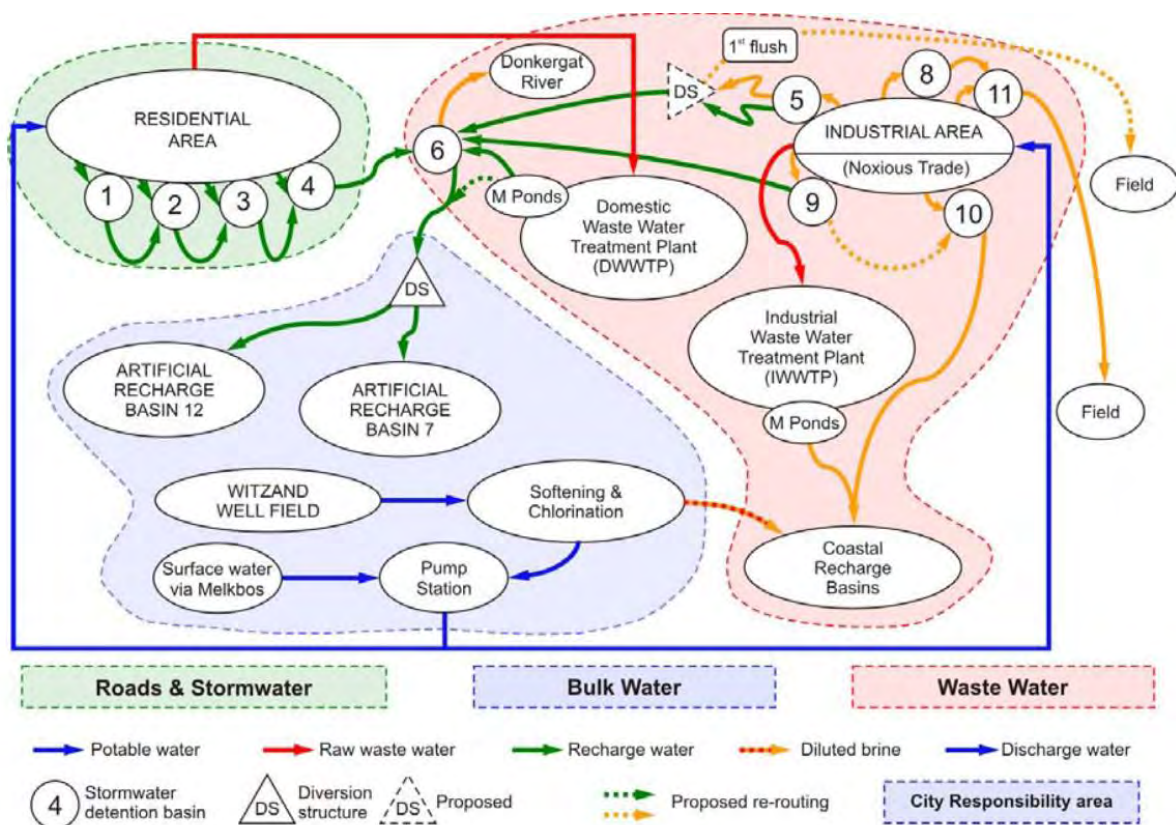 1st flush
Donkergat
River
DS
5
8
11
RESIDENTIAL
AREA
INDUSTRIAL AREA
(Noxious Trade)
6
1
2
3
4
M Ponds
9
10
Field
Domestic
Waste Water
Treatment Plant
(DWWTP)
DS
Industrial
Waste Water
Treatment Plant
(IWWTP)
M Ponds
ARTIFICIAL
RECHARGE
BASIN 12
ARTIFICIAL
RECHARGE
BASIN 7
Field
WITZAND
WELL FIELD
Softening &
Chlorination
Surface water
via Melkbos
Pump
Station
Coastal
Recharge
Basins
Roads & Stormwater
Bulk Water
Waste Water
Potable water
Raw waste water
Recharge water
Diluted brine
Discharge water
4
Stormwater
detention basin
DS
Diversion
structure
DS
Proposed
Proposed re-routing
City Responsibility area